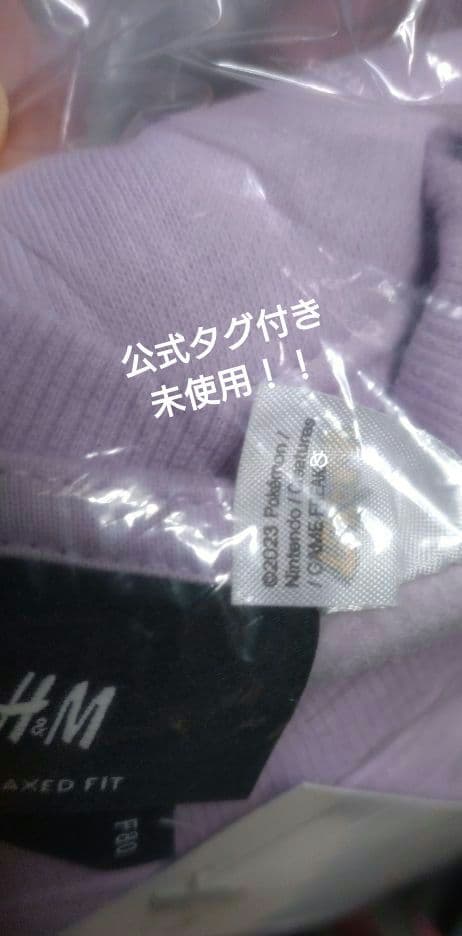 公式タグ付き
未使用！！
©2023 Pokémon/
Nintendo/Creatures
/GAME FREAK
H&M
AXED FIT